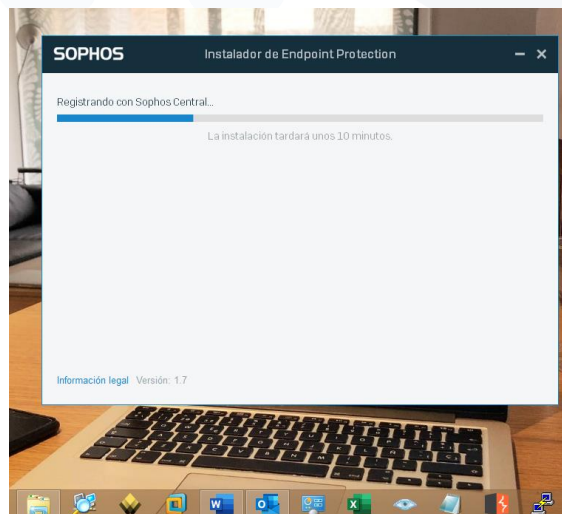 SOPHOS
Instalador de Endpoint Protection
Registrando con Sophos Central...
La instalación tardará unos 10 minutos.
Información legal Versión: 1.7